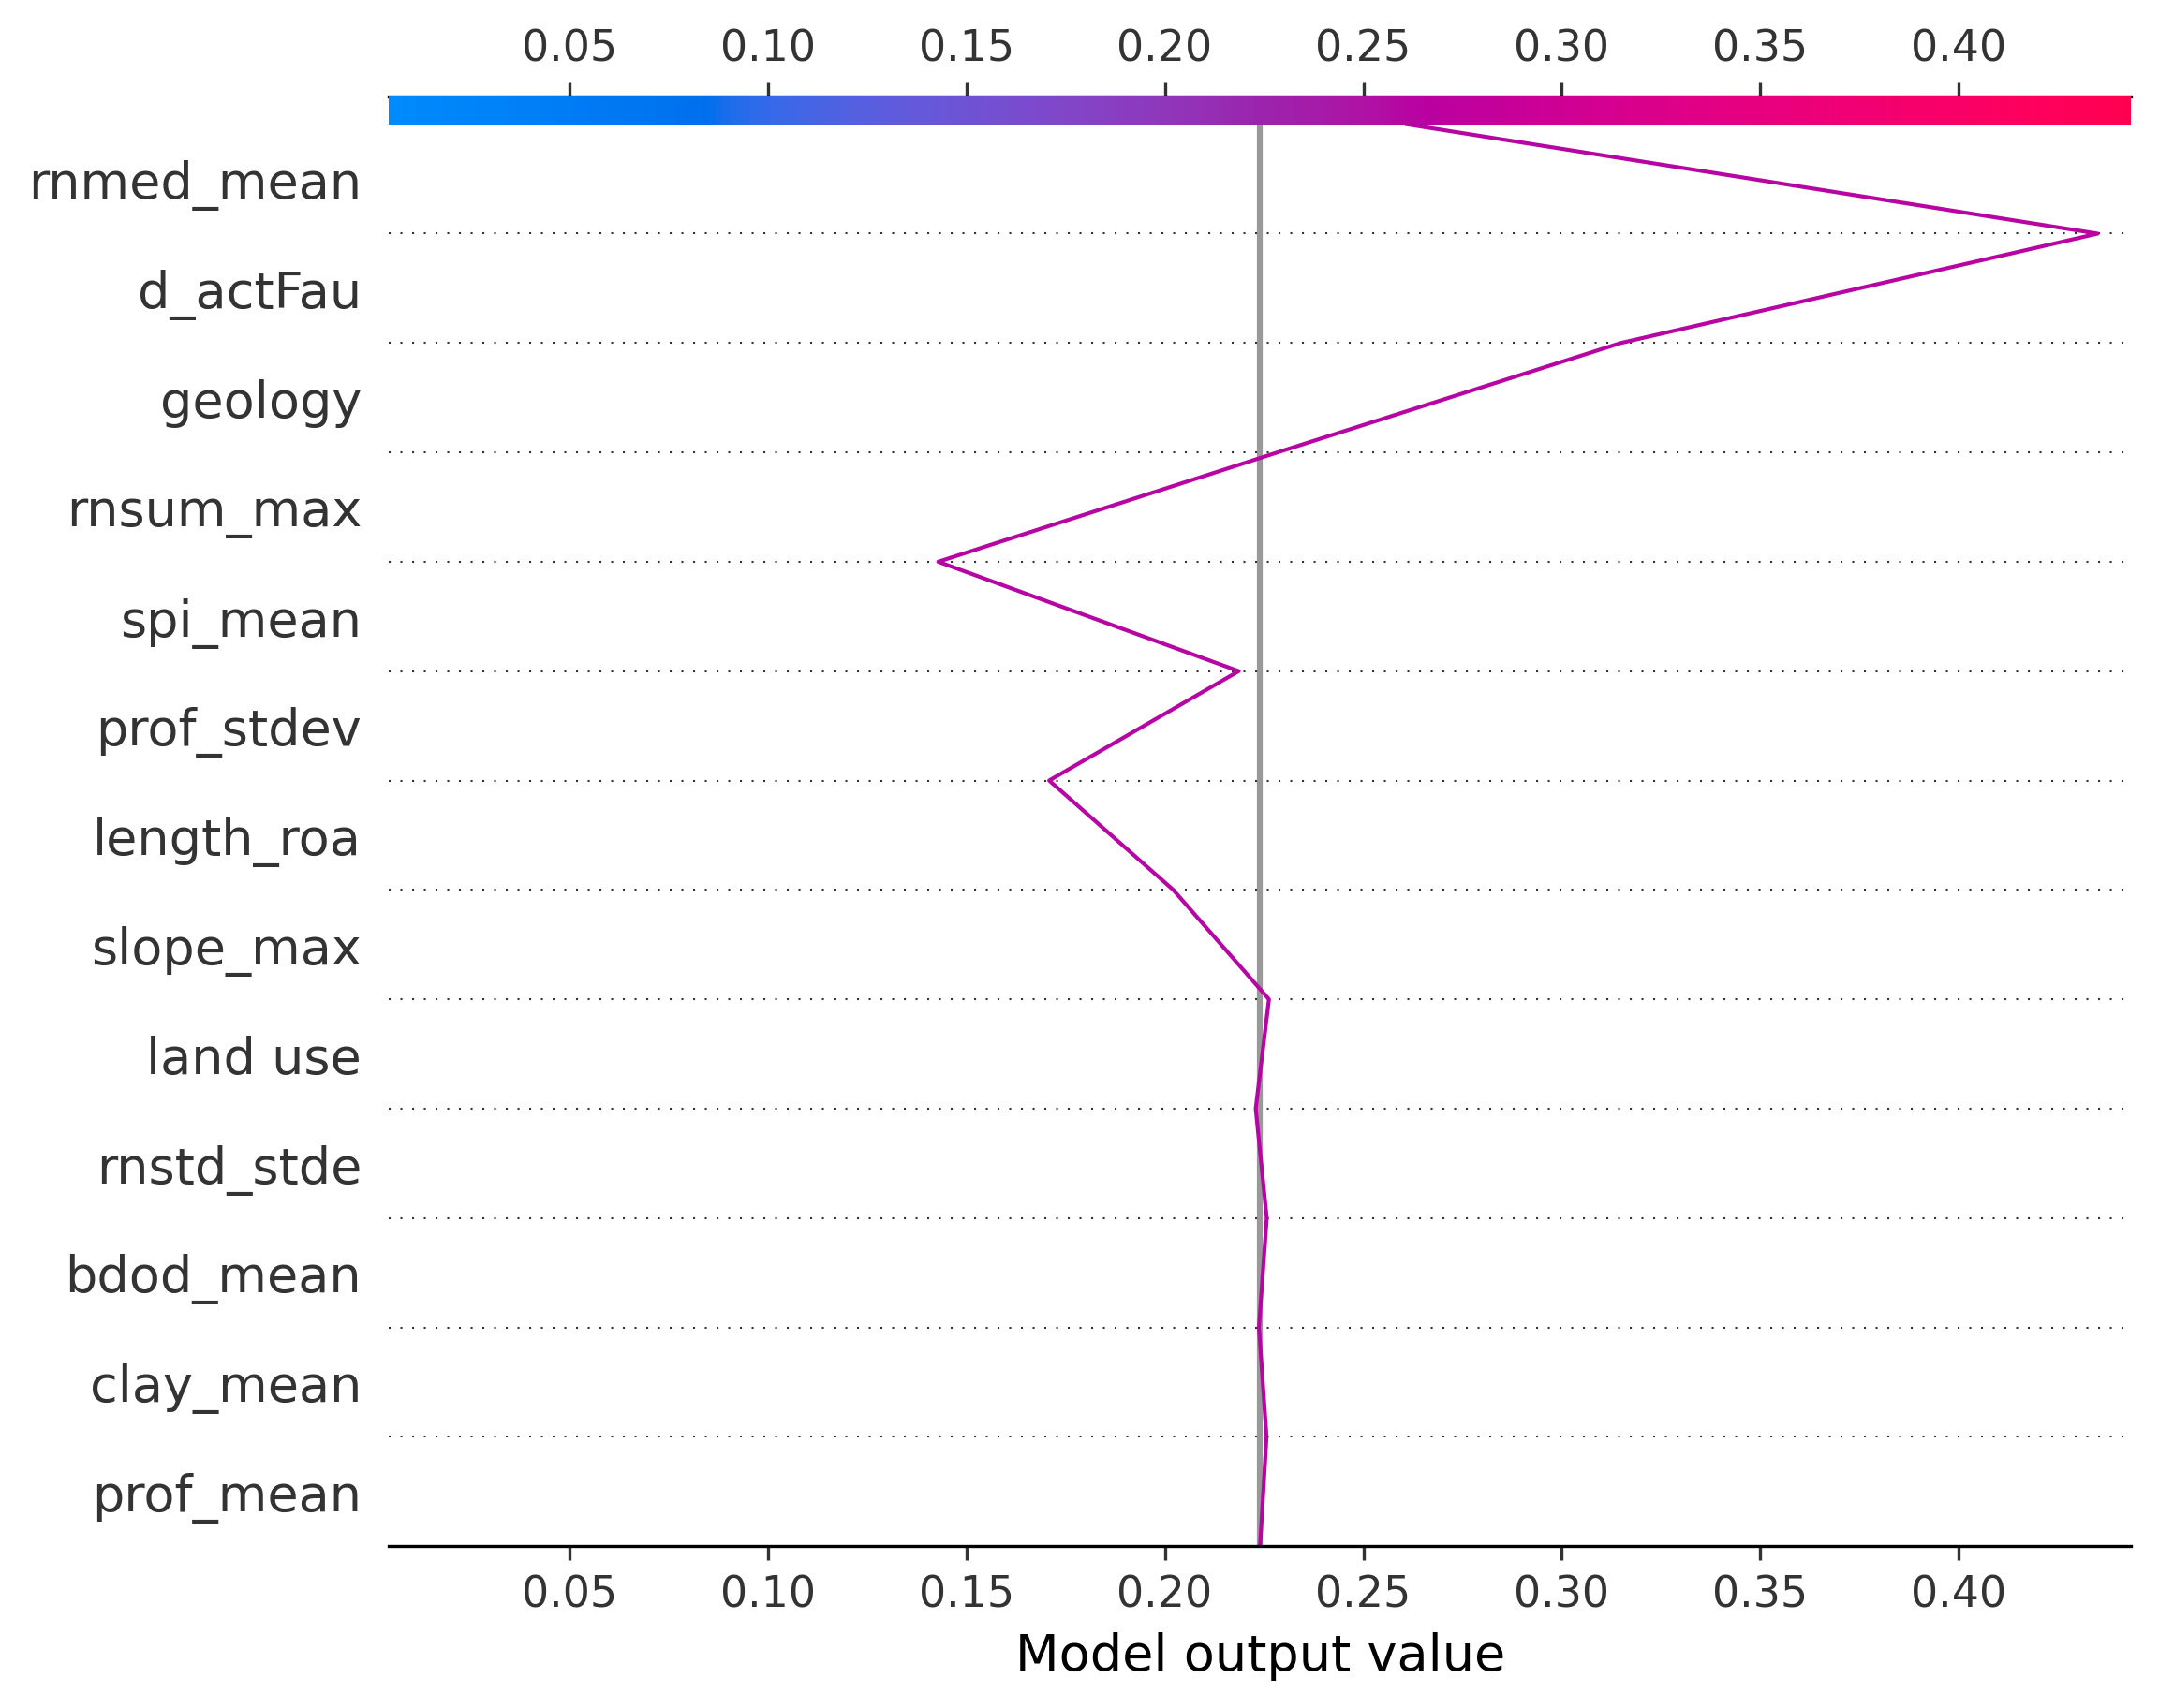 0.05 0.10 0.15 0.20 0.25 0.30 0.35 0.40
rnmed_mean
d_actFau
geology
rnsum_max
spi_mean
prof_stdev
length_roa
slope_max
land use
rnstd_stde
bdod_mean
clay_mean
prof_mean
0.05 0.10 0.15 0.20 0.25 0.30 0.35 0.40
Model output value